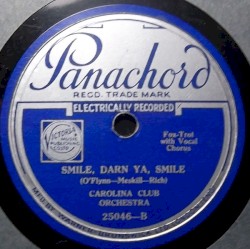 Panachord
REGD. TRADE MARK
ELECTRICALLY RECORDED
Fox-Trot
with Vocal
Chorus
VICTORIA
SMILE, DARN YA, SMILE
(O'Flynn—Meskill—Rich)
CAROLINA CLUB
ORCHESTRA
25046-B